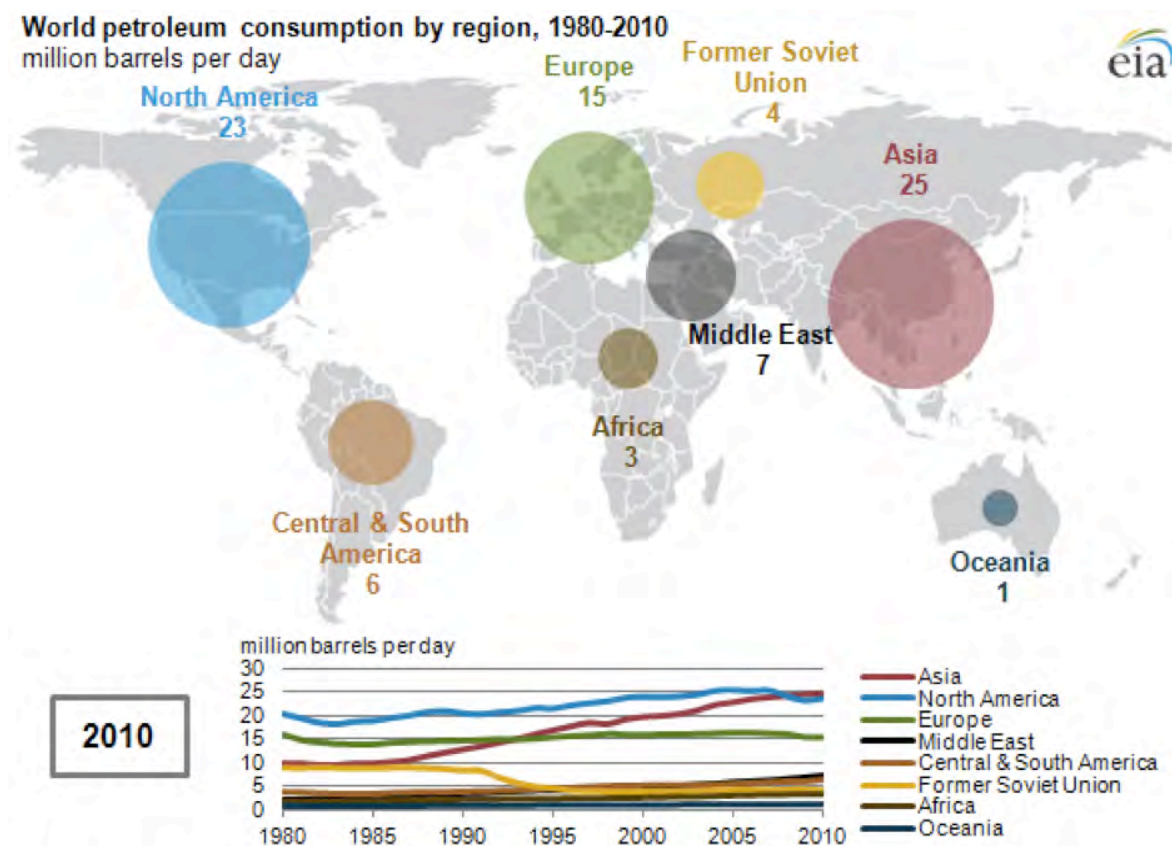 World petroleum consumption by region, 1980-2010
million barrels per day
eia
North America
23
Europe
15
Former Soviet
Union
4
Asia
25
Middle East
7
Africa
3
Central & South
America
6
Oceania
1
million barrels per day
30
25
20
15
10
5
0
1980 1985 1990 1995 2000 2005 2010
2010
Asia
North America
Europe
Middle East
Central & South America
Former Soviet Union
Africa
Oceania